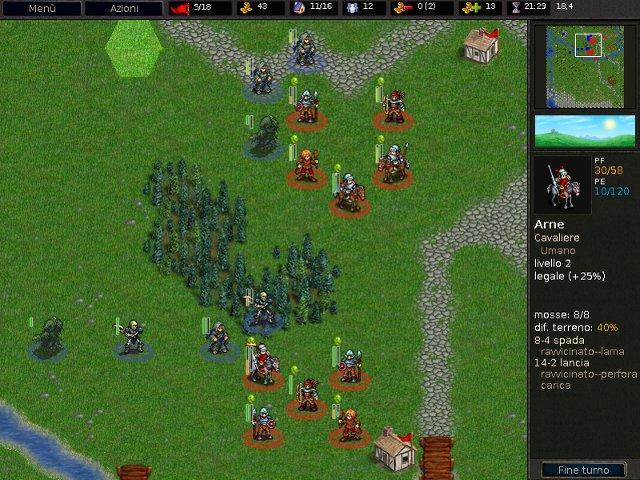 Menù Azioni 5/18 43 11/16 12 0 (2) 13 21:29 18,4
PF
30/58
PE
10/120
Arne
Cavaliere
Umano
livello 2
legale (+25%)
mosse: 8/8
dif. terreno: 40%
8-4 spada
ravvicinato--lama
14-2 lancia
ravvicinato--perfora
carica
Fine turno